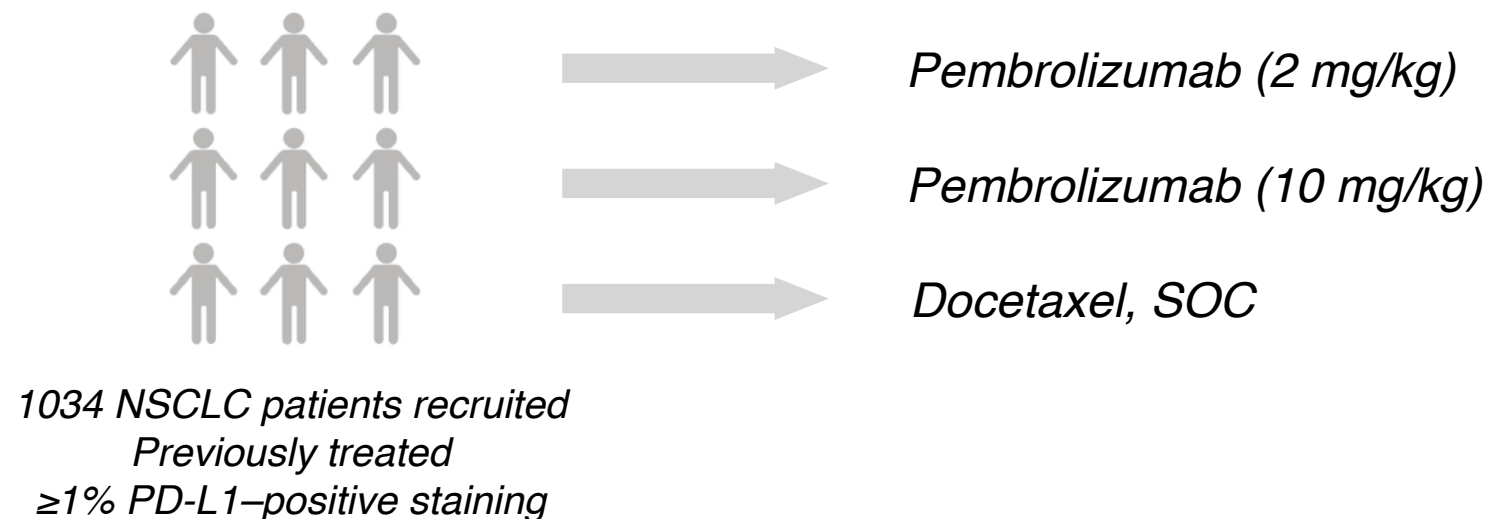 Pembrolizumab (2 mg/kg)
Pembrolizumab (10 mg/kg)
Docetaxel, SOC
1034 NSCLC patients recruited
Previously treated
≥1% PD-L1–positive staining